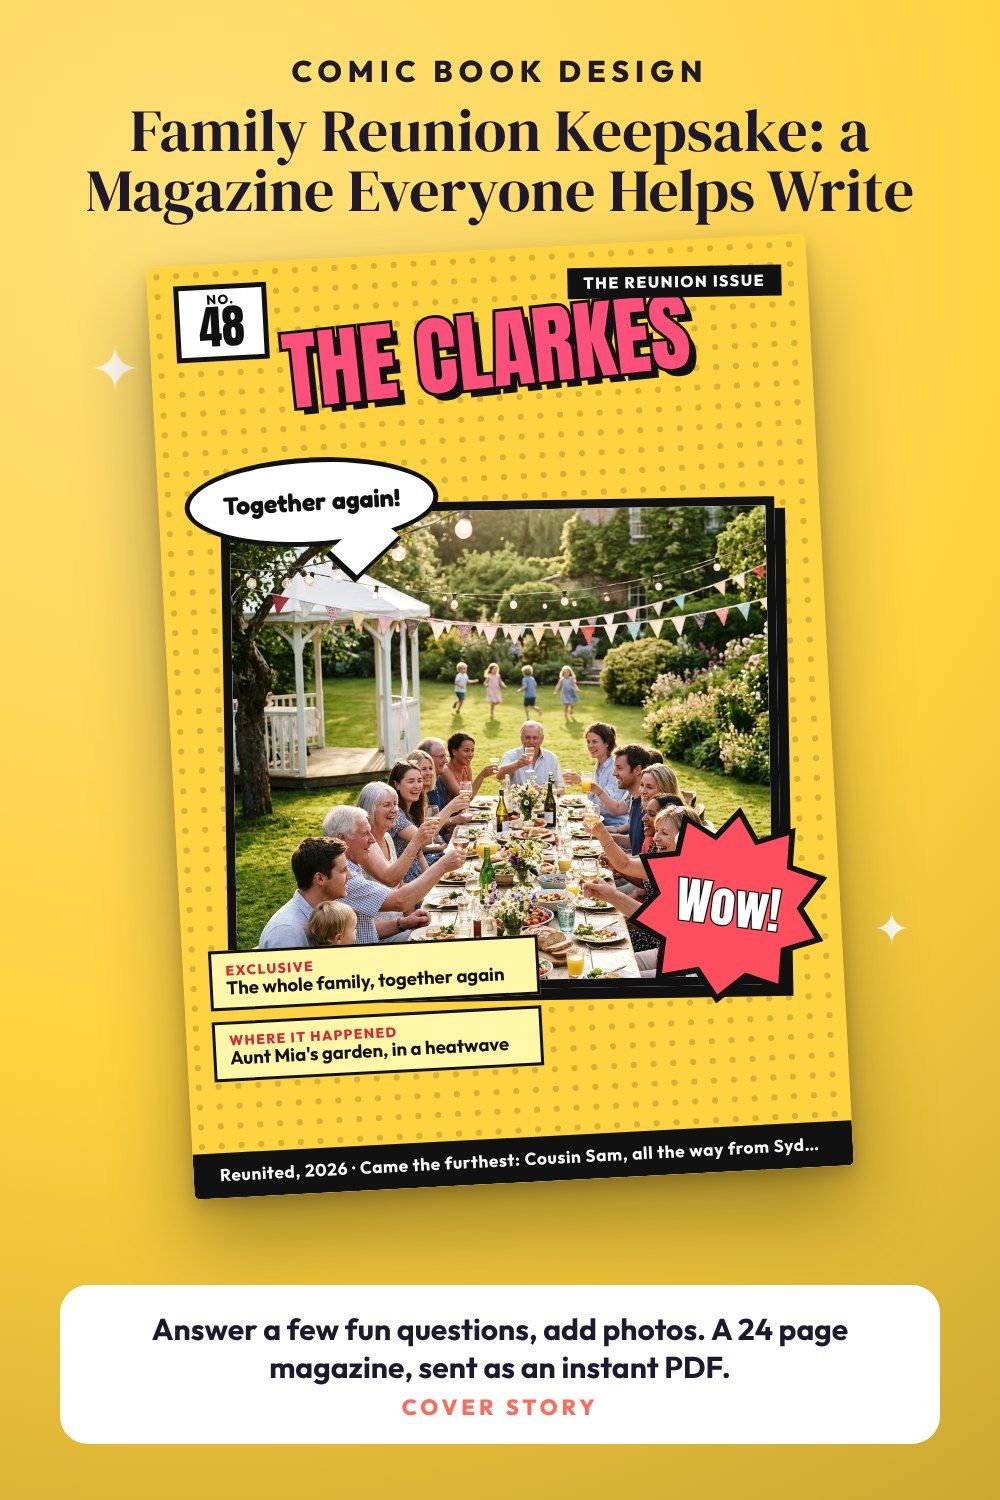 COMIC BOOK DESIGN
Family Reunion Keepsake: a
Magazine Everyone Helps Write
THE REUNION ISSUE
NO.
48
THE CLARKES
Together again!
Wow!
EXCLUSIVE
The whole family, together again
WHERE IT HAPPENED
Aunt Mia's garden, in a heatwave
Reunited, 2026 · Came the furthest: Cousin Sam, all the way from Syd...
Answer a few fun questions, add photos. A 24 page
magazine, sent as an instant PDF.
COVER STORY